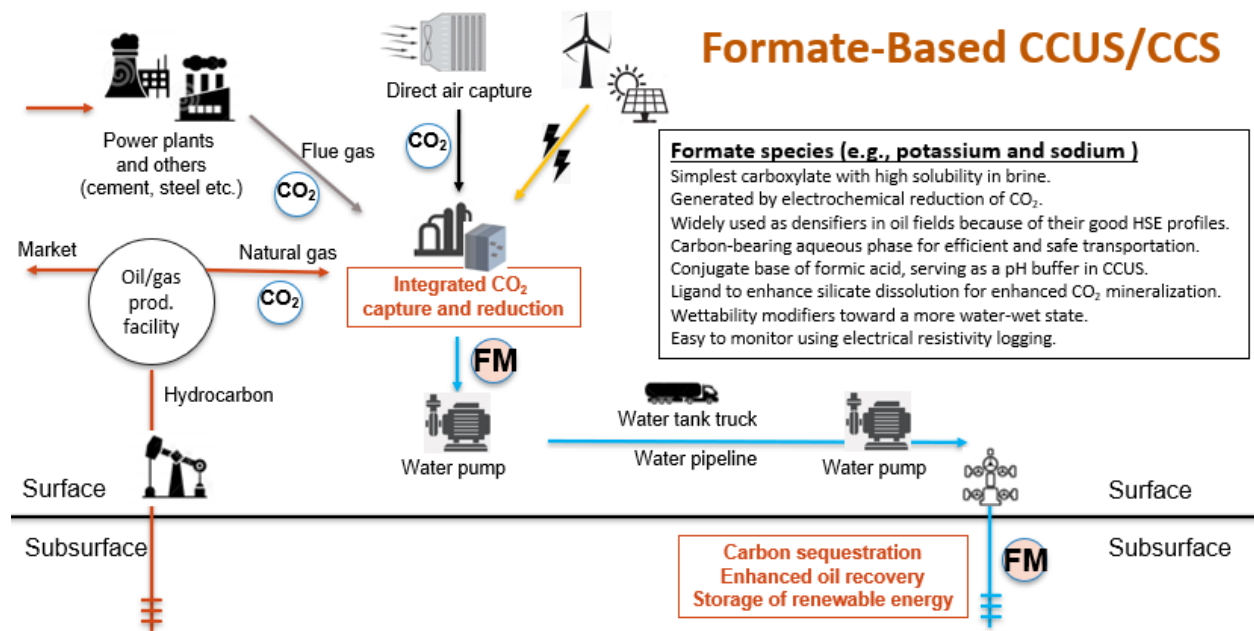 Formate-Based CCUS/CCS
Direct air capture
Power plants
and others
(cement, steel etc.)
Flue gas
CO₂
CO₂
Formate species (e.g., potassium and sodium )
Simplest carboxylate with high solubility in brine.
Generated by electrochemical reduction of CO₂.
Widely used as densifiers in oil fields because of their good HSE profiles.
Carbon-bearing aqueous phase for efficient and safe transportation.
Conjugate base of formic acid, serving as a pH buffer in CCUS.
Ligand to enhance silicate dissolution for enhanced CO₂ mineralization.
Wettability modifiers toward a more water-wet state.
Easy to monitor using electrical resistivity logging.
Market
Oil/gas
prod.
facility
Natural gas
CO₂
Integrated CO₂
capture and reduction
FM
Hydrocarbon
Water pump
Water tank truck
Water pipeline
Water pump
Surface
Surface
Subsurface
Subsurface
Carbon sequestration
Enhanced oil recovery
Storage of renewable energy
FM